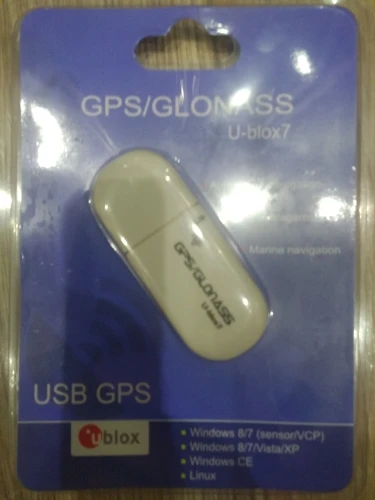 GPS/GLONASS
U-blox7
Marine navigation
GPS/GLONASS
U-blox7
USB GPS
ublox
Windows 8/7 (sensor/VCP)
Windows 8/7/Vista/XP
Windows CE
Linux